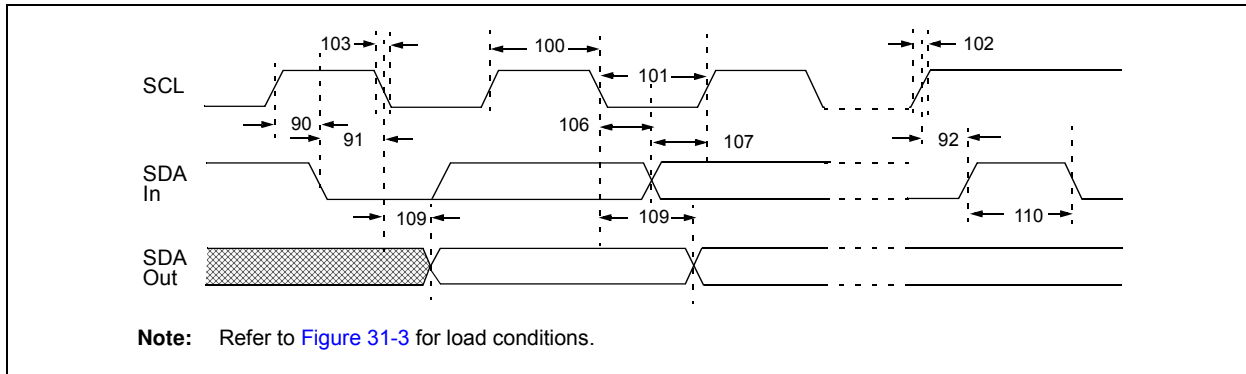 103
100
102
SCL
101
90
91
106
107
92
SDA
In
109
109
110
SDA
Out
Note: Refer to Figure 31-3 for load conditions.